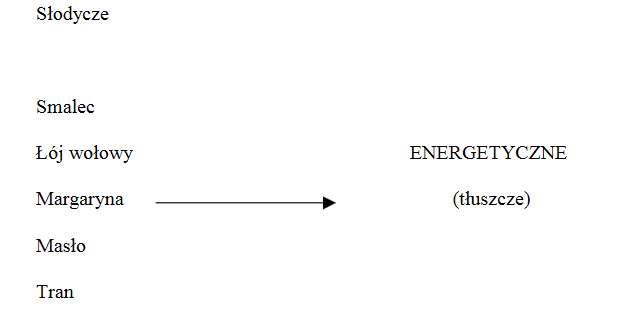 Słodycze
Smalec
Łój wołowy
ENERGETYCZNE
Margaryna
(tłuszcze)
Masło
Tran